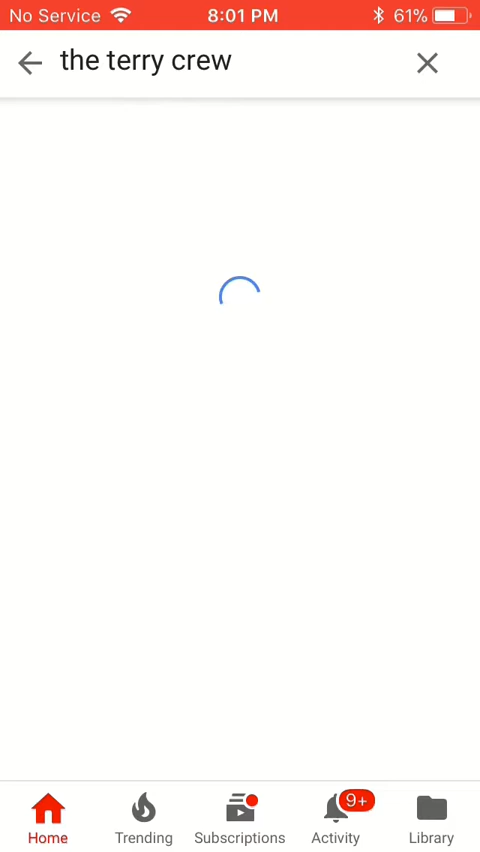 No Service 8:01 PM 61%
the terry crew
9+
Home Trending Subscriptions Activity Library